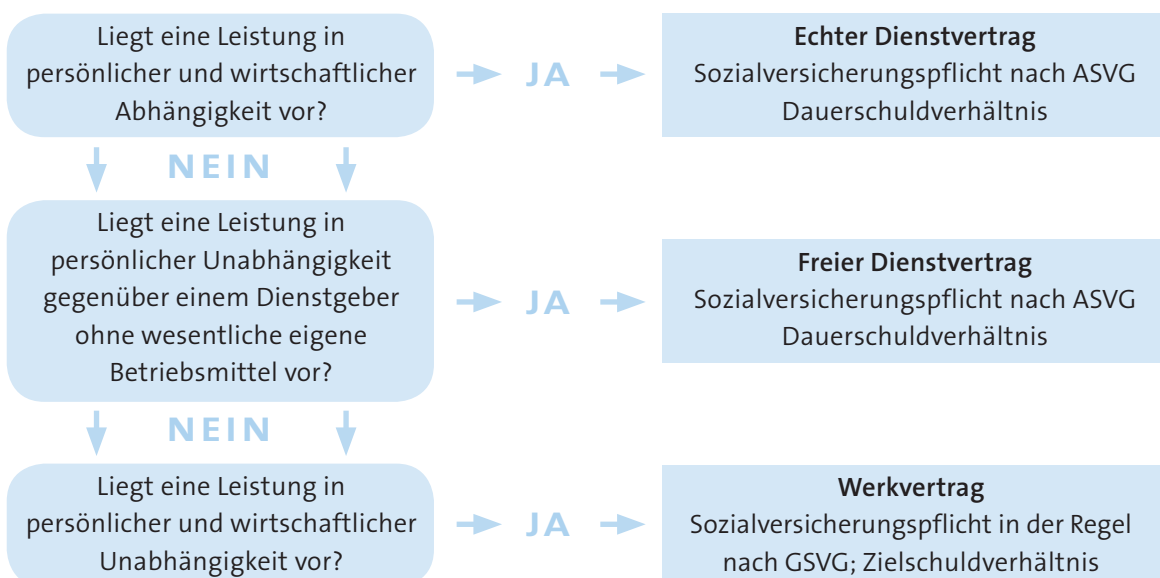 Liegt eine Leistung in
persönlicher und wirtschaftlicher
Abhängigkeit vor?
JA
Echter Dienstvertrag
Sozialversicherungspflicht nach ASVG
Dauerschuldverhältnis
NEIN
Liegt eine Leistung in
persönlicher Unabhängigkeit
gegenüber einem Dienstgeber
ohne wesentliche eigene
Betriebsmittel vor?
JA
Freier Dienstvertrag
Sozialversicherungspflicht nach ASVG
Dauerschuldverhältnis
NEIN
Liegt eine Leistung in
persönlicher und wirtschaftlicher
Unabhängigkeit vor?
JA
Werkvertrag
Sozialversicherungspflicht in der Regel
nach GSVG; Zielschuldverhältnis